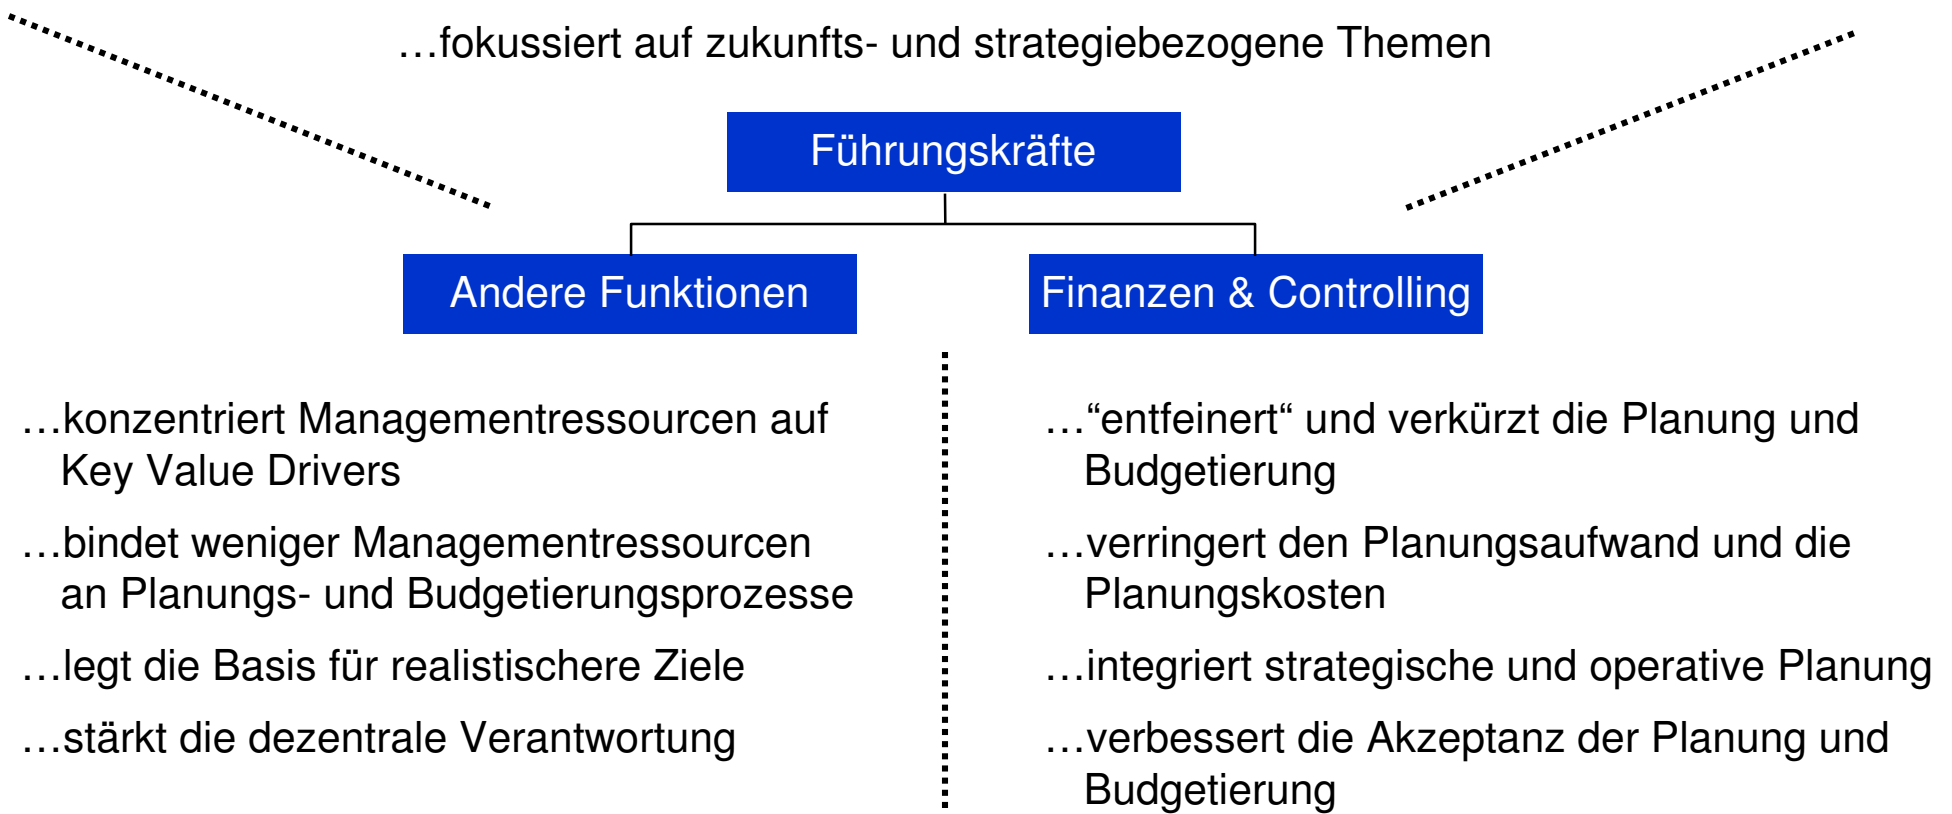 …fokussiert auf zukunfts- und strategiebezogene Themen
Führungskräfte
Andere Funktionen
Finanzen & Controlling
…konzentriert Managementressourcen auf
Key Value Drivers
…bindet weniger Managementressourcen
an Planungs- und Budgetierungsprozesse
…legt die Basis für realistischere Ziele
…stärkt die dezentrale Verantwortung
…“entfeinert“ und verkürzt die Planung und
Budgetierung
…verringert den Planungsaufwand und die
Planungskosten
…integriert strategische und operative Planung
…verbessert die Akzeptanz der Planung und
Budgetierung